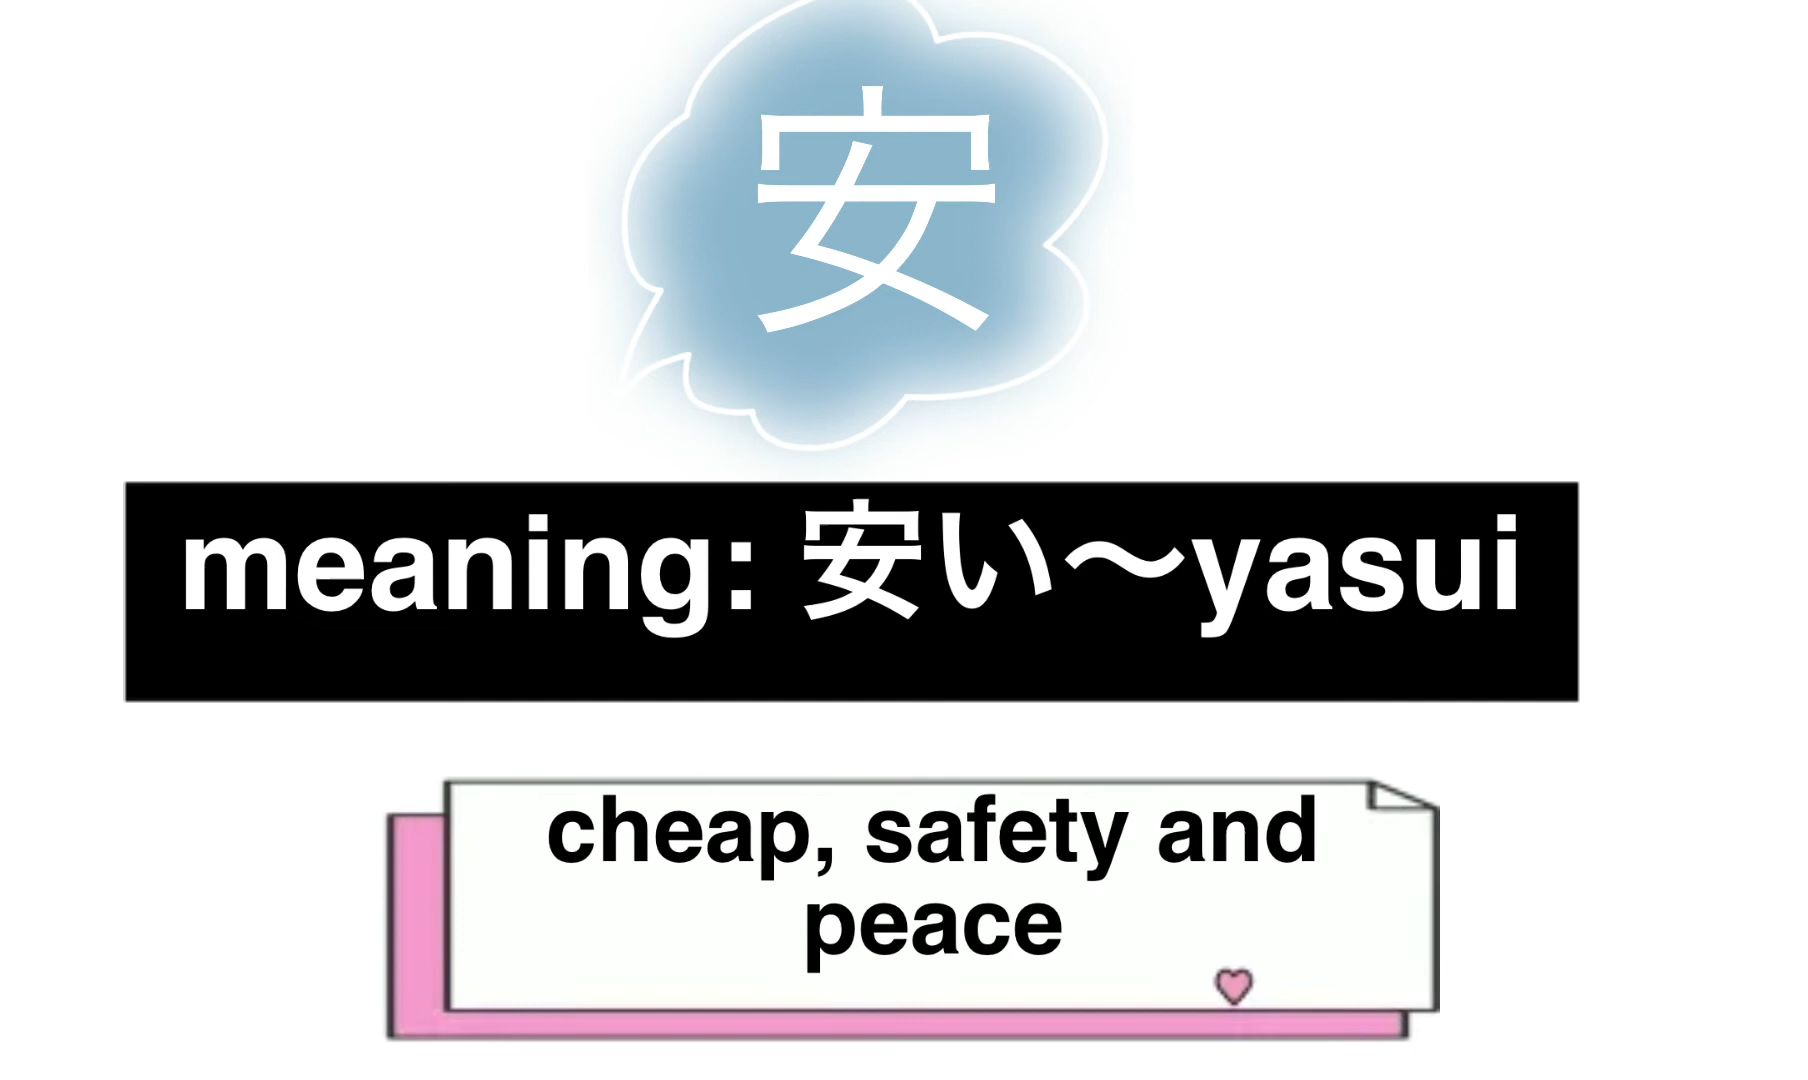 安
meaning: 安い〜yasui
cheap, safety and
peace